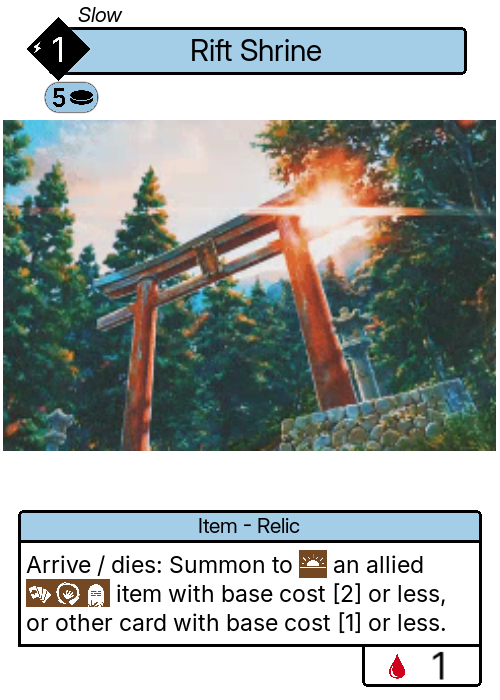 Slow
1
Rift Shrine
5
Item - Relic
Arrive / dies: Summon to an allied
item with base cost [2] or less,
or other card with base cost [1] or less.
1